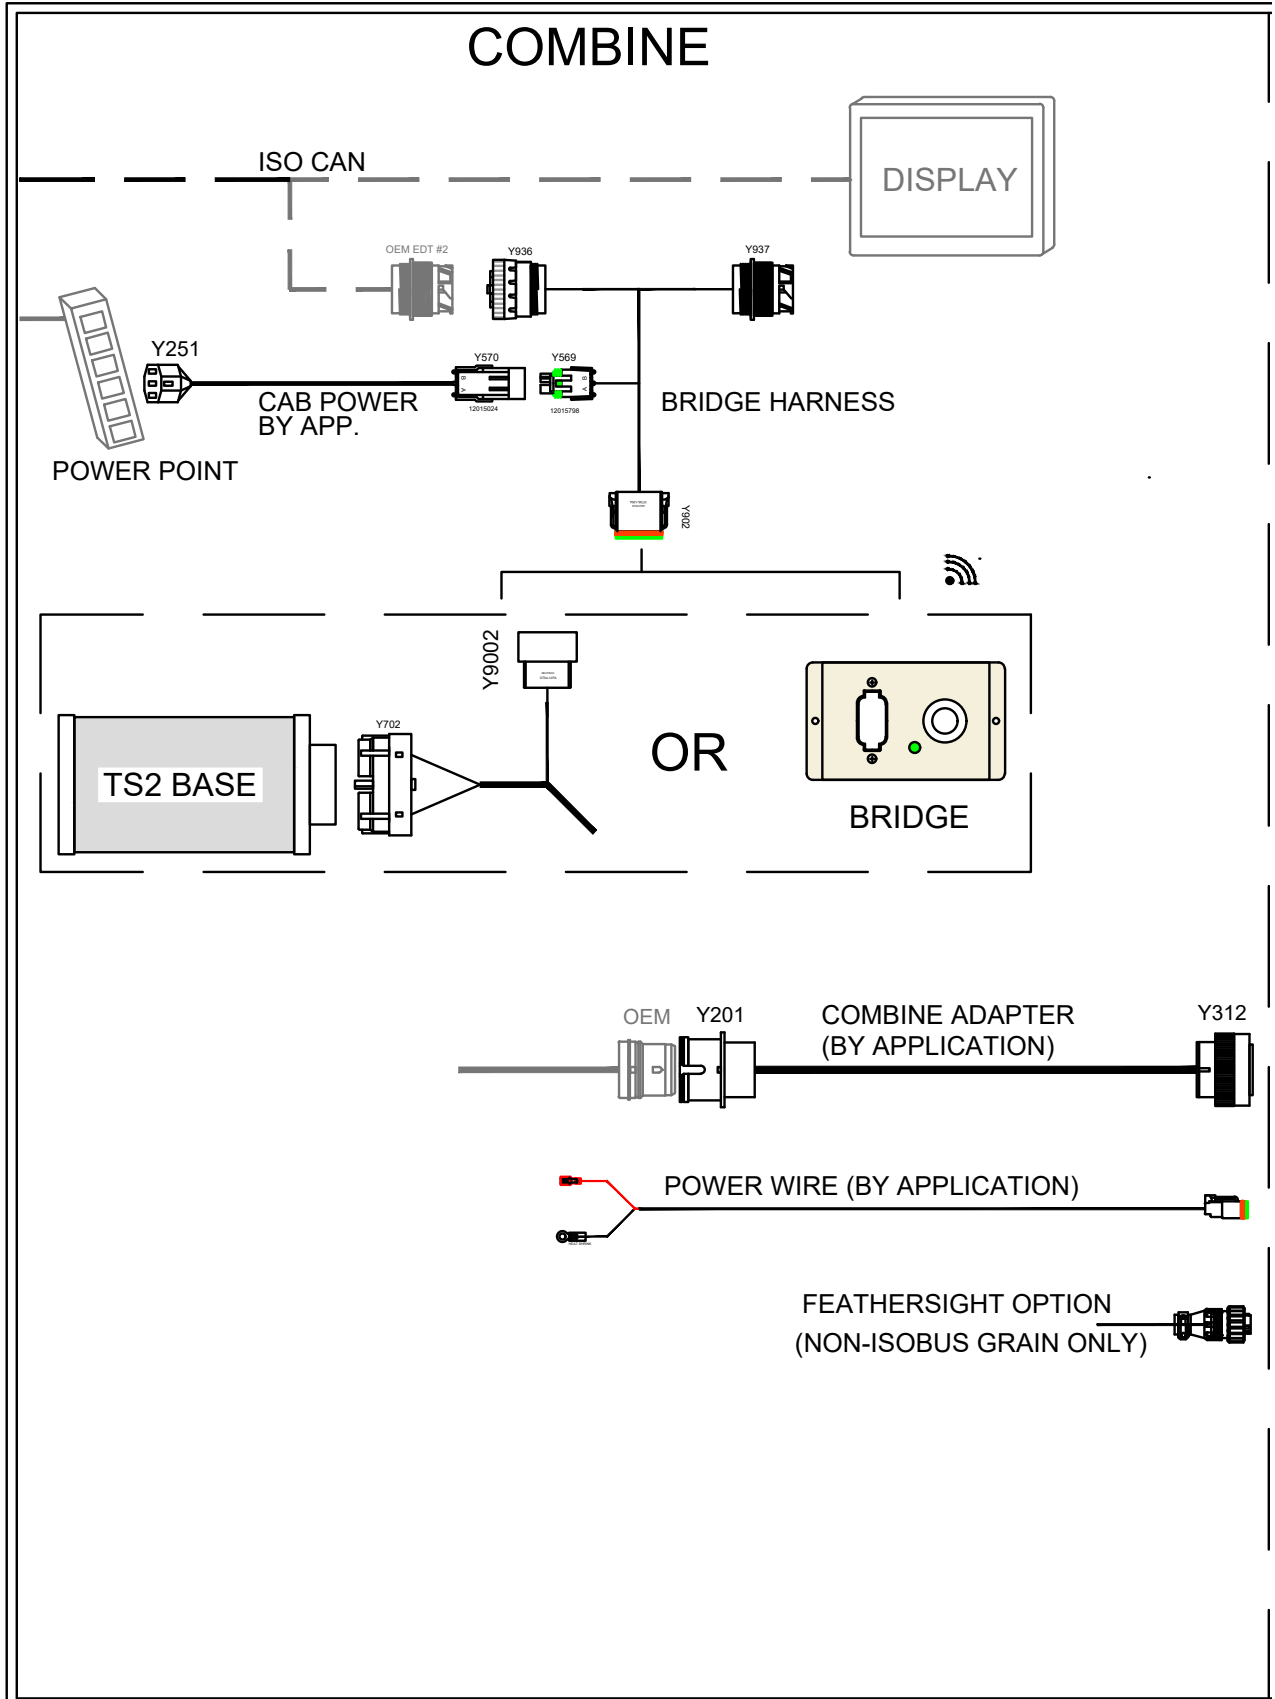 COMBINE
ISO CAN
DISPLAY
OEM EDT #2
Y936
Y937
Y251
Y570
Y569
B
A
B
A
12015024
12015798
CAB POWER
BY APP.
BRIDGE HARNESS
POWER POINT
Y902
Y9002
Y702
OR
TS2 BASE
BRIDGE
OEM
Y201
COMBINE ADAPTER
(BY APPLICATION)
Y312
POWER WIRE (BY APPLICATION)
HEAT SHRINK
FEATHERSIGHT OPTION
(NON-ISOBUS GRAIN ONLY)